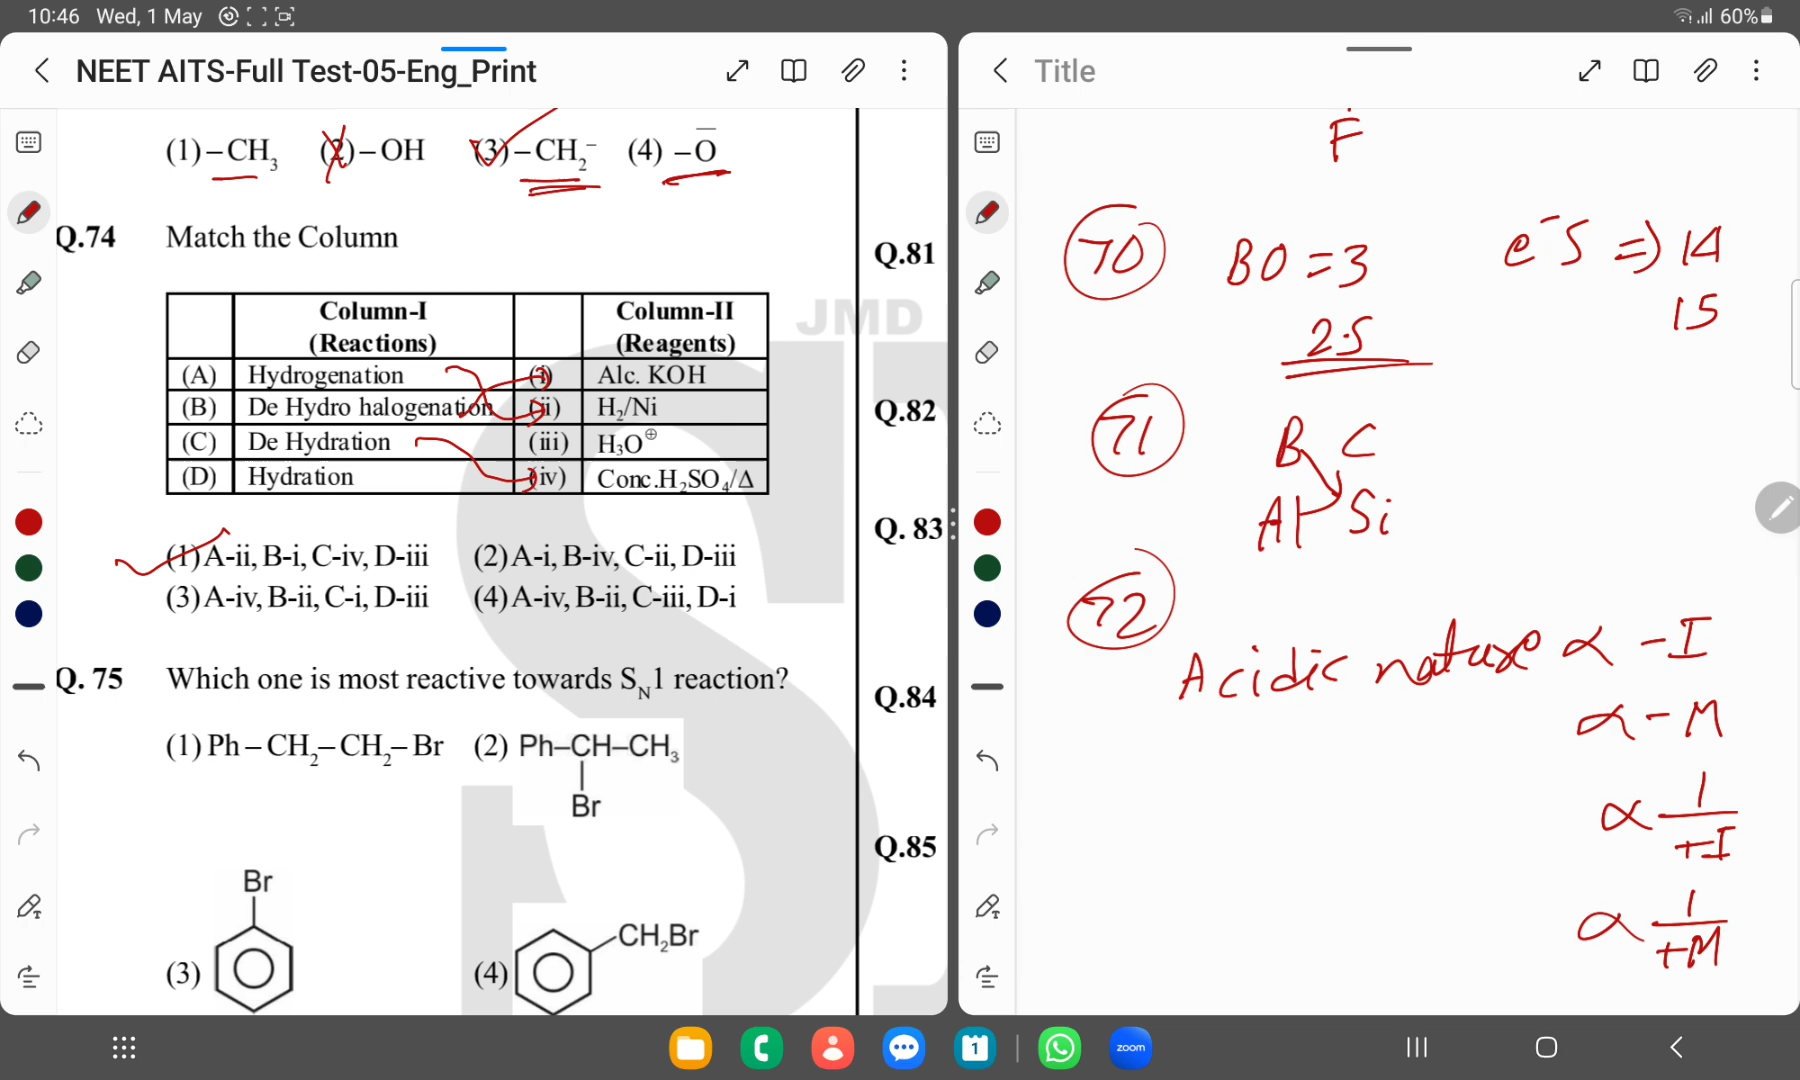 10:46 Wed, 1 May
60%
NEET AITS-Full Test-05-Eng_Print
(1) –CH3 (2) –OH (3) –CH2⁻ (4) –O̅
Q.74 Match the Column
Column-I (Reactions) Column-II (Reagents)
(A) Hydrogenation (i) Alc. KOH
(B) De Hydro halogenation (ii) H2/Ni
(C) De Hydration (iii) H3O⊕
(D) Hydration (iv) Conc.H2SO4/Δ
(1) A-ii, B-i, C-iv, D-iii (2) A-i, B-iv, C-ii, D-iii
(3) A-iv, B-ii, C-i, D-iii (4) A-iv, B-ii, C-iii, D-i
Q. 75 Which one is most reactive towards SN1 reaction?
(1) Ph–CH2–CH2–Br (2) Ph–CH–CH3
Br
Br
(3) (4) CH2Br
JMD
Q.81
Q.82
Q. 83
Q.84
Q.85
Title
F
70 BO = 3 e⁻s => 14
15
2.5
71 B C
Al Si
72
Acidic nature α –I
α –M
α 1/+I
α 1/+M
1
zoom